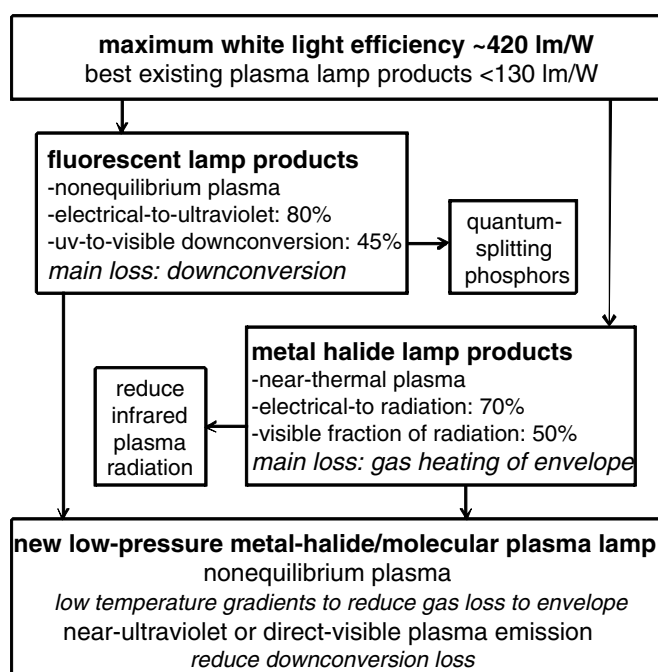 maximum white light efficiency ~420 lm/W
best existing plasma lamp products <130 lm/W
fluorescent lamp products
-nonequilibrium plasma
-electrical-to-ultraviolet: 80%
-uv-to-visible downconversion: 45%
main loss: downconversion
quantum-
splitting
phosphors
metal halide lamp products
-near-thermal plasma
-electrical-to radiation: 70%
-visible fraction of radiation: 50%
main loss: gas heating of envelope
reduce
infrared
plasma
radiation
new low-pressure metal-halide/molecular plasma lamp
nonequilibrium plasma
low temperature gradients to reduce gas loss to envelope
near-ultraviolet or direct-visible plasma emission
reduce downconversion loss